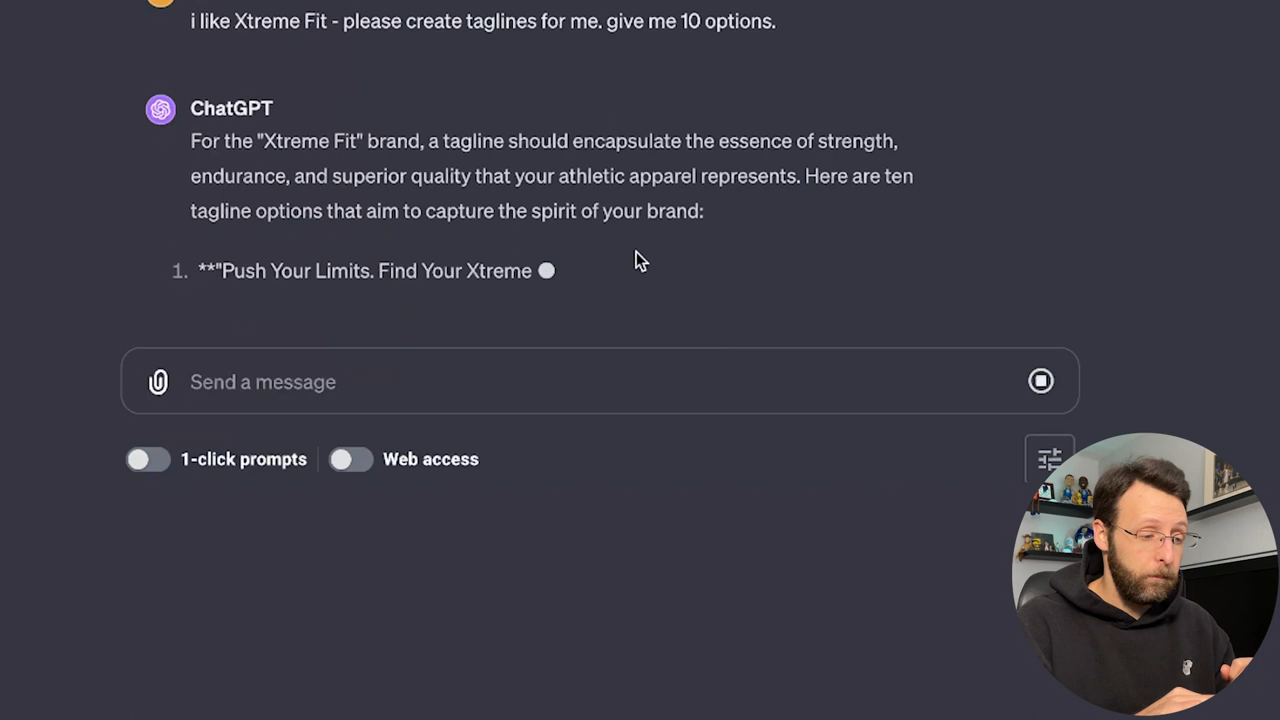 i like Xtreme Fit - please create taglines for me. give me 10 options.
ChatGPT
For the "Xtreme Fit" brand, a tagline should encapsulate the essence of strength,
endurance, and superior quality that your athletic apparel represents. Here are ten
tagline options that aim to capture the spirit of your brand:
1. **"Push Your Limits. Find Your Xtreme
Send a message
1-click prompts
Web access